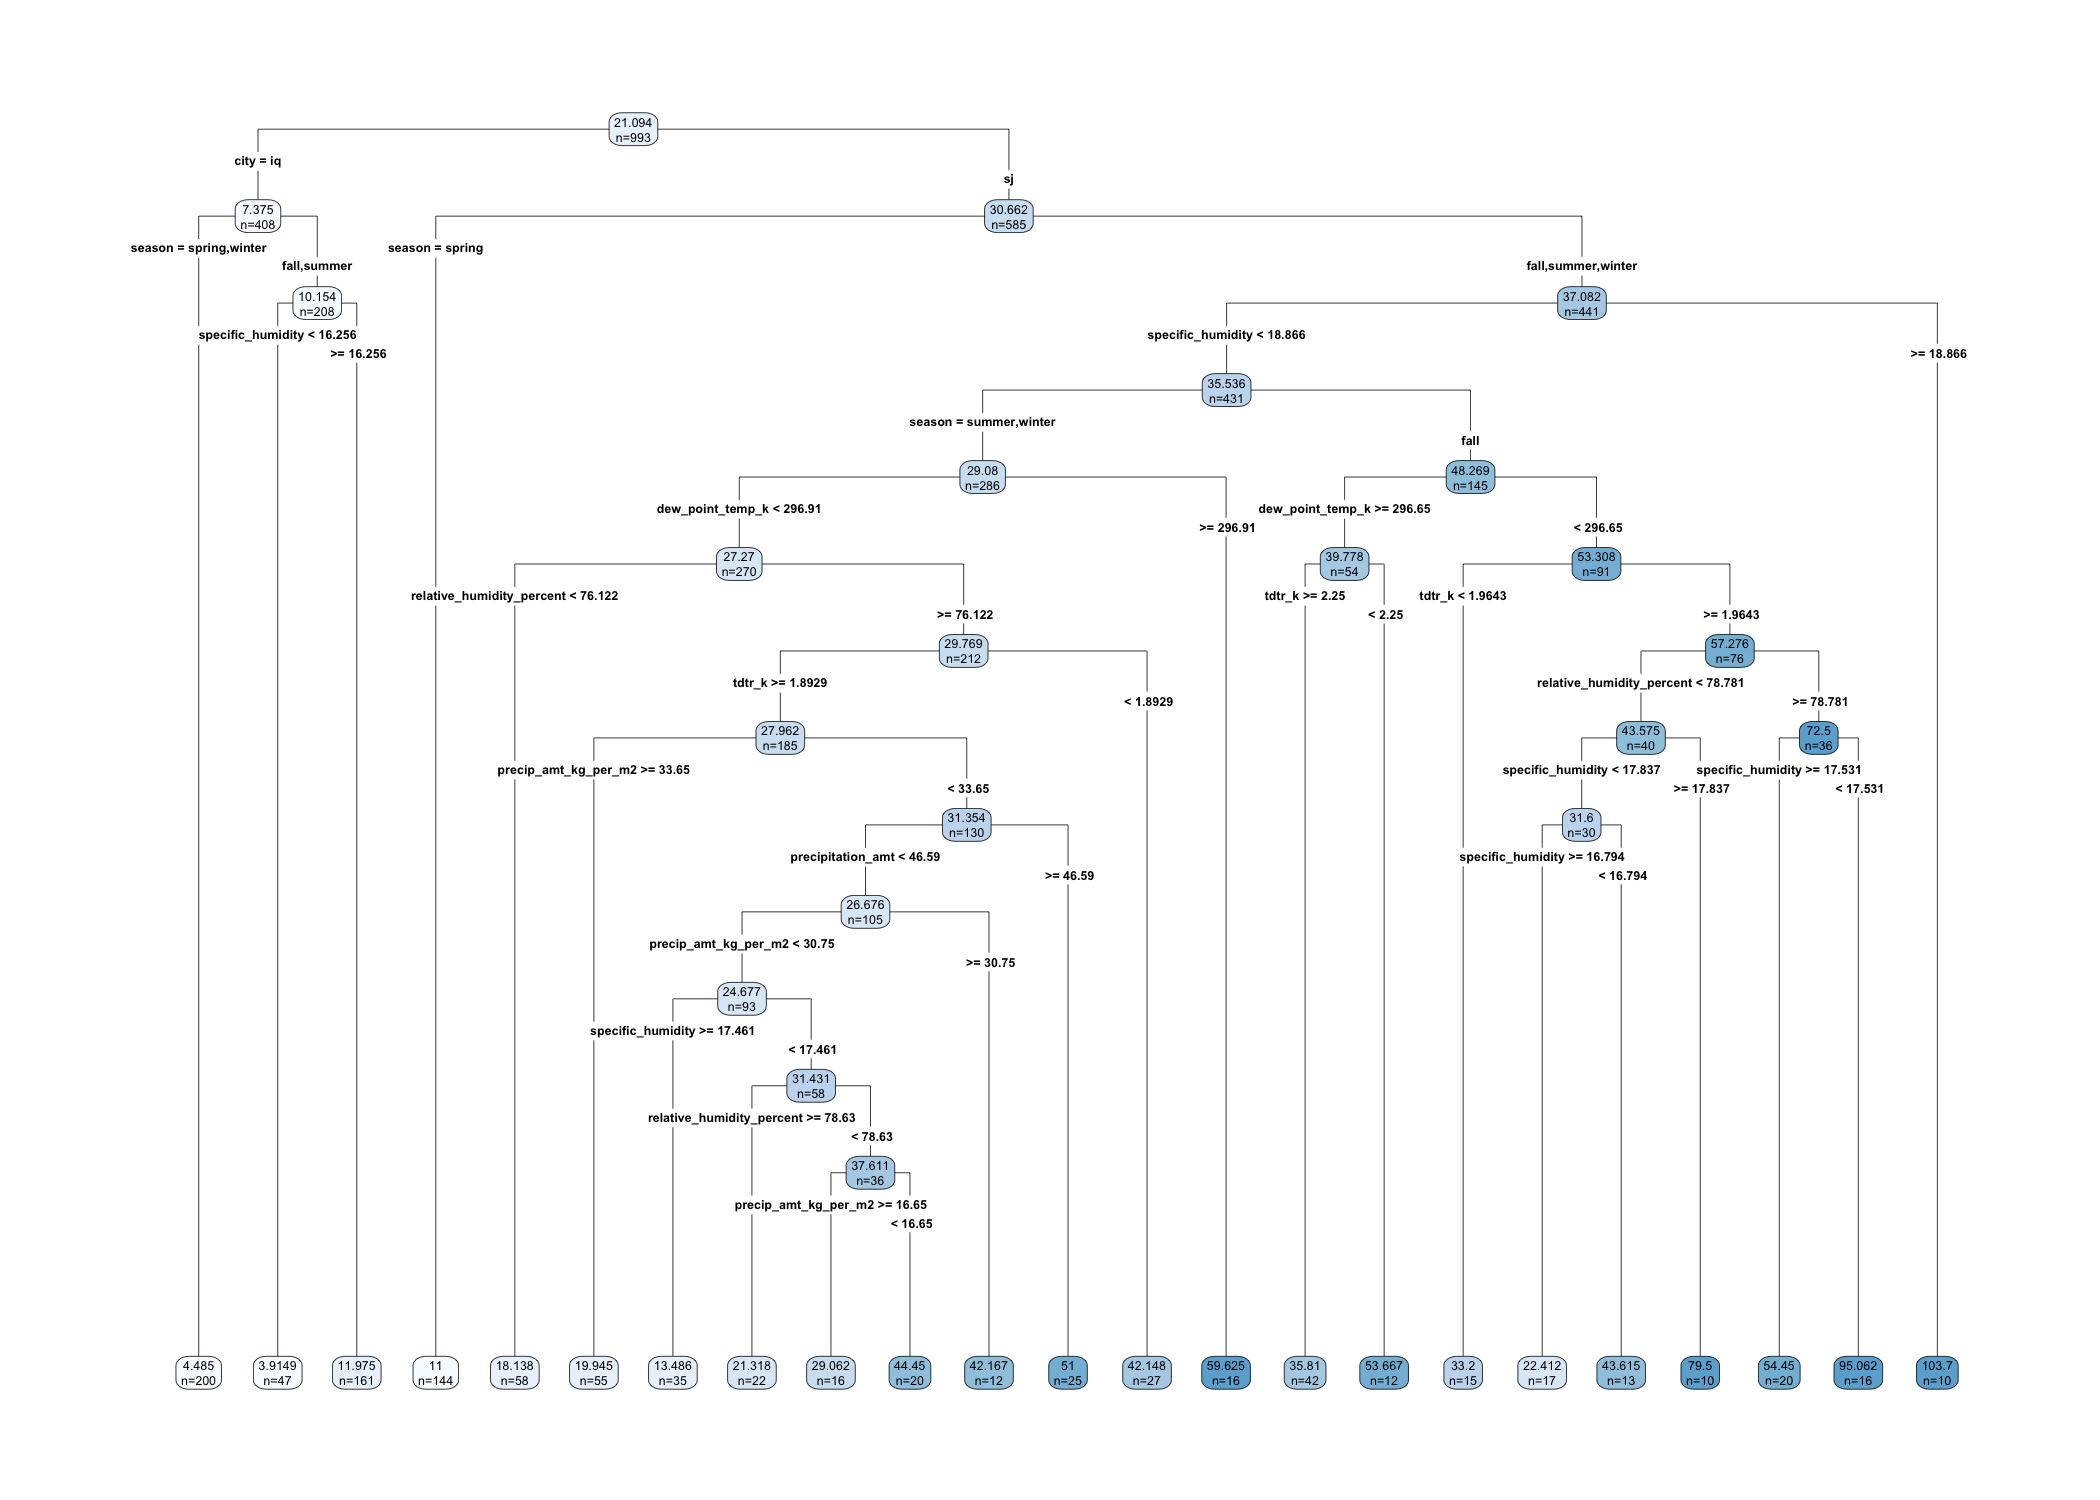 21.094
n=993
city = iq
sj
7.375
n=408
30.662
n=585
season = spring,winter
season = spring
fall,summer
fall,summer,winter
10.154
n=208
37.082
n=441
specific_humidity < 16.256
specific_humidity < 18.866
>= 16.256
>= 18.866
35.536
n=431
season = summer,winter
fall
29.08
n=286
48.269
n=145
dew_point_temp_k < 296.91
dew_point_temp_k >= 296.65
>= 296.91
< 296.65
27.27
n=270
39.778
n=54
53.308
n=91
relative_humidity_percent < 76.122
tdtr_k >= 2.25
tdtr_k < 1.9643
>= 76.122
< 2.25
>= 1.9643
29.769
n=212
57.276
n=76
tdtr_k >= 1.8929
relative_humidity_percent < 78.781
< 1.8929
>= 78.781
27.962
n=185
43.575
n=40
72.5
n=36
precip_amt_kg_per_m2 >= 33.65
specific_humidity < 17.837
specific_humidity >= 17.531
< 33.65
>= 17.837
< 17.531
31.354
n=130
31.6
n=30
precipitation_amt < 46.59
specific_humidity >= 16.794
>= 46.59
< 16.794
26.676
n=105
precip_amt_kg_per_m2 < 30.75
>= 30.75
24.677
n=93
specific_humidity >= 17.461
< 17.461
31.431
n=58
relative_humidity_percent >= 78.63
< 78.63
37.611
n=36
precip_amt_kg_per_m2 >= 16.65
< 16.65
4.485
n=200
3.9149
n=47
11.975
n=161
11
n=144
18.138
n=58
19.945
n=55
13.486
n=35
21.318
n=22
29.062
n=16
44.45
n=20
42.167
n=12
51
n=25
42.148
n=27
59.625
n=16
35.81
n=42
53.667
n=12
33.2
n=15
22.412
n=17
43.615
n=13
79.5
n=10
54.45
n=20
95.062
n=16
103.7
n=10